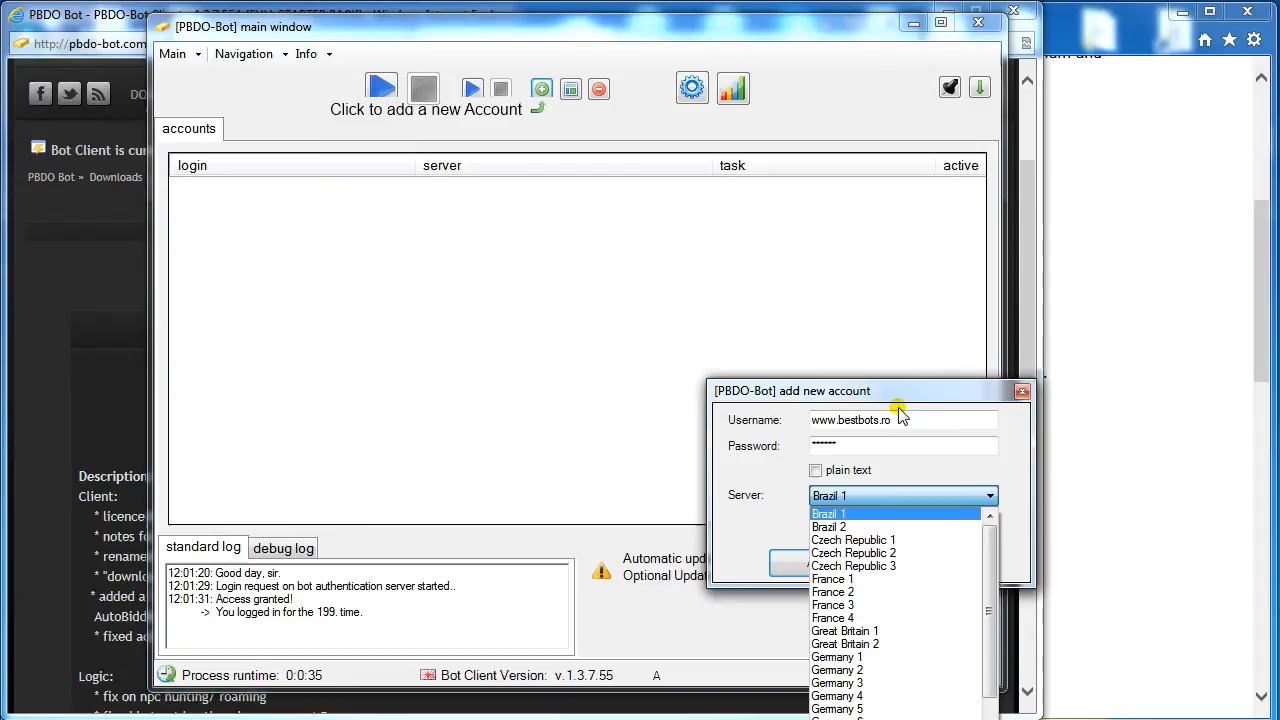 PBDO Bot - PBDO-Bot
[PBDO-Bot] main window
http://pbdo-bot.com
Main
Navigation
Info
Click to add a new Account
accounts
login
server
task
active
Bot Client is cur
PBDO Bot » Downloads
[PBDO-Bot] add new account
Username:
www.bestbots.ro
Password:
******
plain text
Server:
Brazil 1
Brazil 1
Brazil 2
Czech Republic 1
Czech Republic 2
Czech Republic 3
France 1
France 2
France 3
France 4
Great Britain 1
Great Britain 2
Germany 1
Germany 2
Germany 3
Germany 4
Germany 5
Description
Client:
* licence
* notes fo
* rename
* "downlo
* added a
AutoBidd
* fixed ac
Logic:
* fix on npc hunting/ roaming
standard log
debug log
12:01:20: Good day, sir.
12:01:29: Login request on bot authentication server started..
12:01:31: Access granted!
-> You logged in for the 199. time.
Automatic upd
Optional Updat
Process runtime: 0:0:35
Bot Client Version: v.1.3.7.55
A